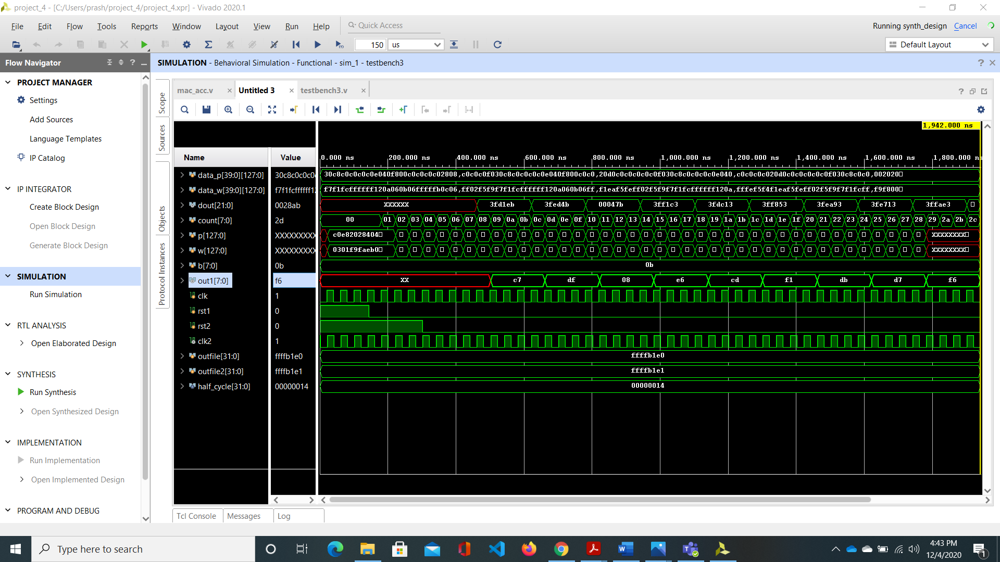 project_4 - [C:/Users/prash/project_4/project_4.xpr] - Vivado 2020.1
File Edit Flow Tools Reports Window Layout View Run Help Quick Access
Running synth_design Cancel
150 us
Default Layout
Flow Navigator
SIMULATION - Behavioral Simulation - Functional - sim_1 - testbench3
PROJECT MANAGER
Settings
Add Sources
Language Templates
IP Catalog
IP INTEGRATOR
Create Block Design
Open Block Design
Generate Block Design
SIMULATION
Run Simulation
RTL ANALYSIS
Open Elaborated Design
SYNTHESIS
Run Synthesis
Open Synthesized Design
IMPLEMENTATION
Run Implementation
Open Implemented Design
PROGRAM AND DEBUG
Scope
Sources
Objects
Protocol Instances
mac_acc.v Untitled 3 testbench3.v
1,942.000 ns
Name Value
0.000 ns 200.000 ns 400.000 ns 600.000 ns 800.000 ns 1,000.000 ns 1,200.000 ns 1,400.000 ns 1,600.000 ns 1,800.000 ns
data_p[39:0][127:0] 30c8c0c0c0c0e040f800c0c0c0c02808,c0c0c0f030c8c0c0c0c0e040f800c0c0,20d0c0c0c0c0c0f030c8c0c0c0c0e040,c0c0c0c020d0c0c0c0c0c0f030c8c0c0,002020
data_w[39:0][127:0] f7f1fcffffff120a060b06fffffb0c06,ff02f5f9f7f1fcffffff120a060b06ff,f1eaf5feff02f5f9f7f1fcffffff120a,fffef5f4f1eaf5feff02f5f9f7f1fcff,f9f800
dout[21:0] 0028ab XXXXXX 3fd1eb 3fed4b 00047b 3ff1c3 3fdc13 3ff853 3fea93 3fe713 3ffae3
count[7:0] 2d 00 01 02 03 04 05 06 07 08 09 0a 0b 0c 0d 0e 0f 10 11 12 13 14 15 16 17 18 19 1a 1b 1c 1d 1e 1f 20 21 22 23 24 25 26 27 28 29 2a 2b 2c
p[127:0] XXXXXXXXX c0e82028404 XXXXXXXX
w[127:0] XXXXXXXXX 0301f9faeb0 XXXXXXXX
b[7:0] 0b 0b
out1[7:0] f6 XX c7 df 08 e6 cd f1 db d7 f6
clk 1
rst1 0
rst2 0
clk2 1
outfile[31:0] ffffb1e0 ffffb1e0
outfile2[31:0] ffffb1e1 ffffb1e1
half_cycle[31:0] 00000014 00000014
Tcl Console Messages Log
Type here to search
4:43 PM
12/4/2020
1